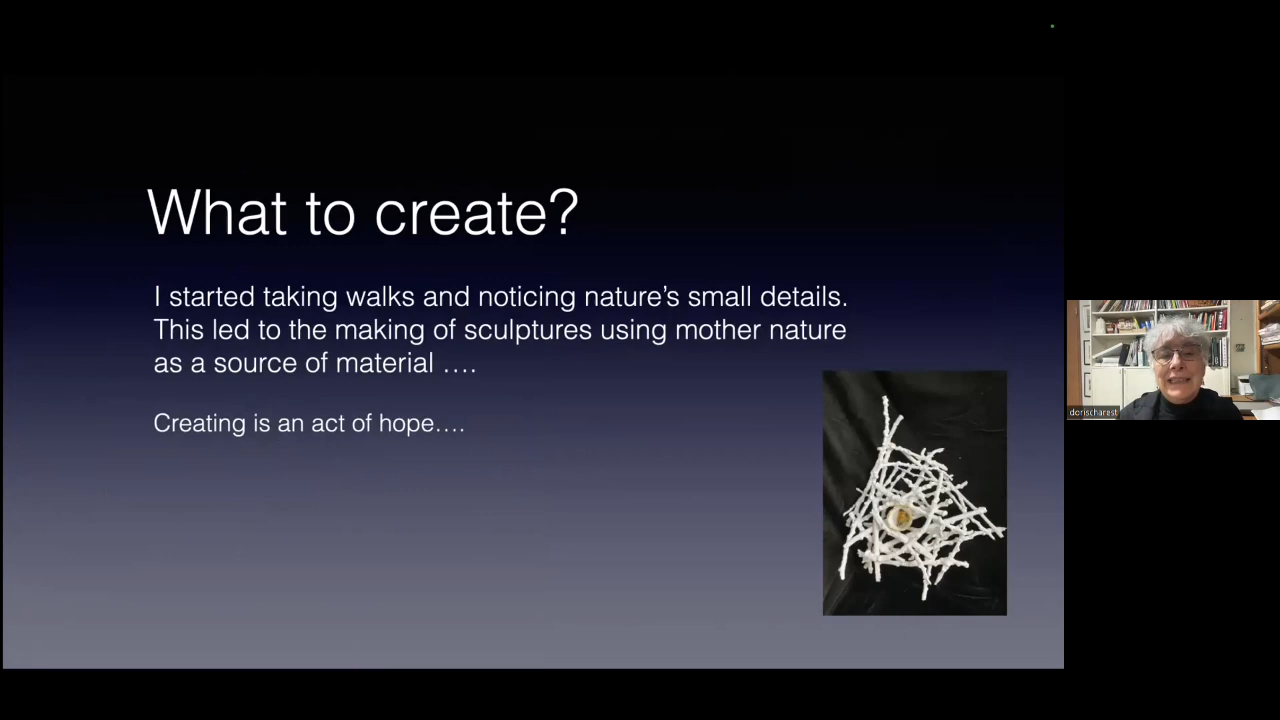 What to create?
I started taking walks and noticing nature's small details.
This led to the making of sculptures using mother nature
as a source of material ....
Creating is an act of hope....
dorischarest